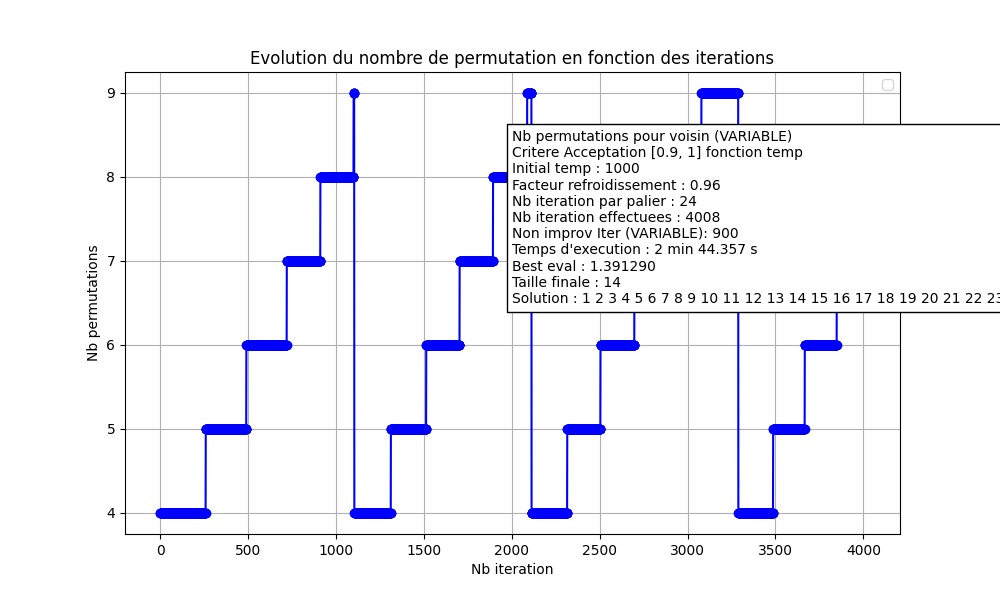 Evolution du nombre de permutation en fonction des iterations
9
8
7
6
5
4
Nb permutations
Nb permutations pour voisin (VARIABLE)
Critere Acceptation [0.9, 1] fonction temp
Initial temp : 1000
Facteur refroidissement : 0.96
Nb iteration par palier : 24
Nb iteration effectuees : 4008
Non improv Iter (VARIABLE): 900
Temps d'execution : 2 min 44.357 s
Best eval : 1.391290
Taille finale : 14
Solution : 1 2 3 4 5 6 7 8 9 10 11 12 13 14 15 16 17 18 19 20 21 22 23
0 500 1000 1500 2000 2500 3000 3500 4000
Nb iteration